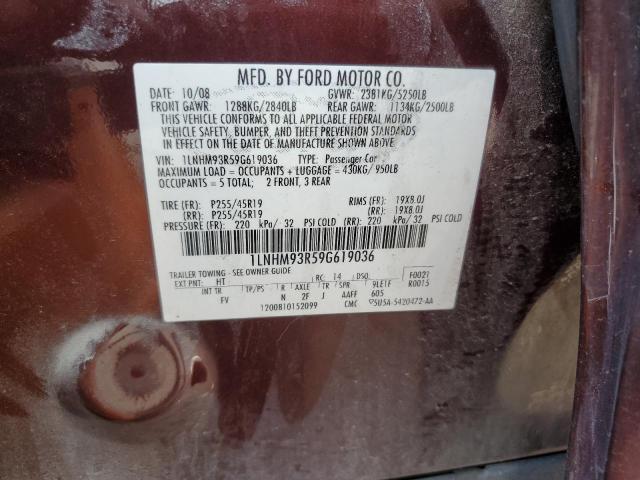 MFD. BY FORD MOTOR CO.
DATE: 10/08 GVWR: 2381KG/5250LB
FRONT GAWR: 1288KG/2840LB REAR GAWR: 1134KG/2500LB
THIS VEHICLE CONFORMS TO ALL APPLICABLE FEDERAL MOTOR
VEHICLE SAFETY, BUMPER, AND THEFT PREVENTION STANDARDS
IN EFFECT ON THE DATE OF MANUFACTURE SHOWN ABOVE.
VIN: 1LNHM93R59G619036 TYPE: Passenger Car
MAXIMUM LOAD = OCCUPANTS + LUGGAGE = 430KG/ 950LB
OCCUPANTS = 5 TOTAL; 2 FRONT, 3 REAR
TIRE (FR): P255/45R19 RIMS (FR): 19X8.0J
(RR): P255/45R19 (RR): 19X8.0J
PRESSURE (FR): 220 kPa/ 32 PSI COLD (RR): 220 kPa/ 32 PSI COLD
1LNHM93R59G619036
TRAILER TOWING - SEE OWNER GUIDE
EXT PNT: HT RC: 14 DSO: F0021
INT TR TP/PS R AXLE TR SPR 9LE1F R0015
FV N 2F J AAFF 605
1200810152099 CMC 5U5A-5420472-AA